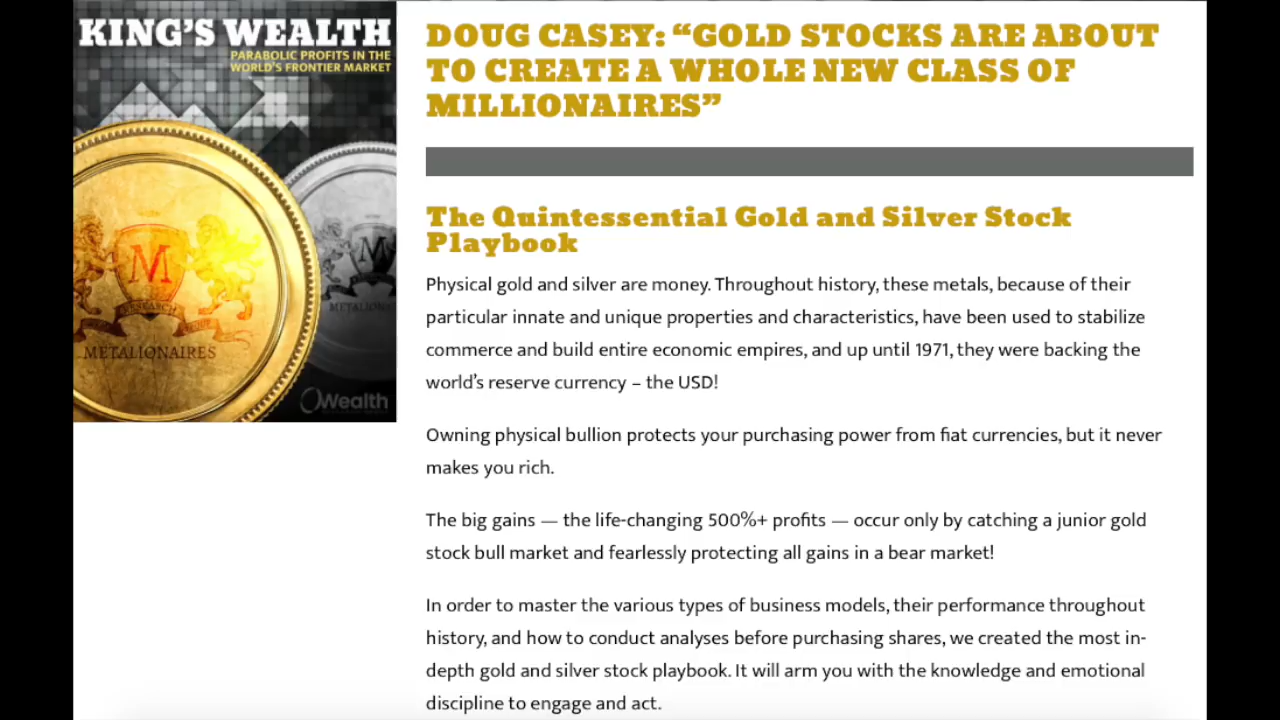 KING'S WEALTH
PARABOLIC PROFITS IN THE
WORLD'S FRONTIER MARKET
M
RESEARCH
METALIONAIRES
M
Wealth
DOUG CASEY: “GOLD STOCKS ARE ABOUT
TO CREATE A WHOLE NEW CLASS OF
MILLIONAIRES”
The Quintessential Gold and Silver Stock
Playbook
Physical gold and silver are money. Throughout history, these metals, because of their
particular innate and unique properties and characteristics, have been used to stabilize
commerce and build entire economic empires, and up until 1971, they were backing the
world’s reserve currency – the USD!
Owning physical bullion protects your purchasing power from fiat currencies, but it never
makes you rich.
The big gains — the life-changing 500%+ profits — occur only by catching a junior gold
stock bull market and fearlessly protecting all gains in a bear market!
In order to master the various types of business models, their performance throughout
history, and how to conduct analyses before purchasing shares, we created the most in-
depth gold and silver stock playbook. It will arm you with the knowledge and emotional
discipline to engage and act.